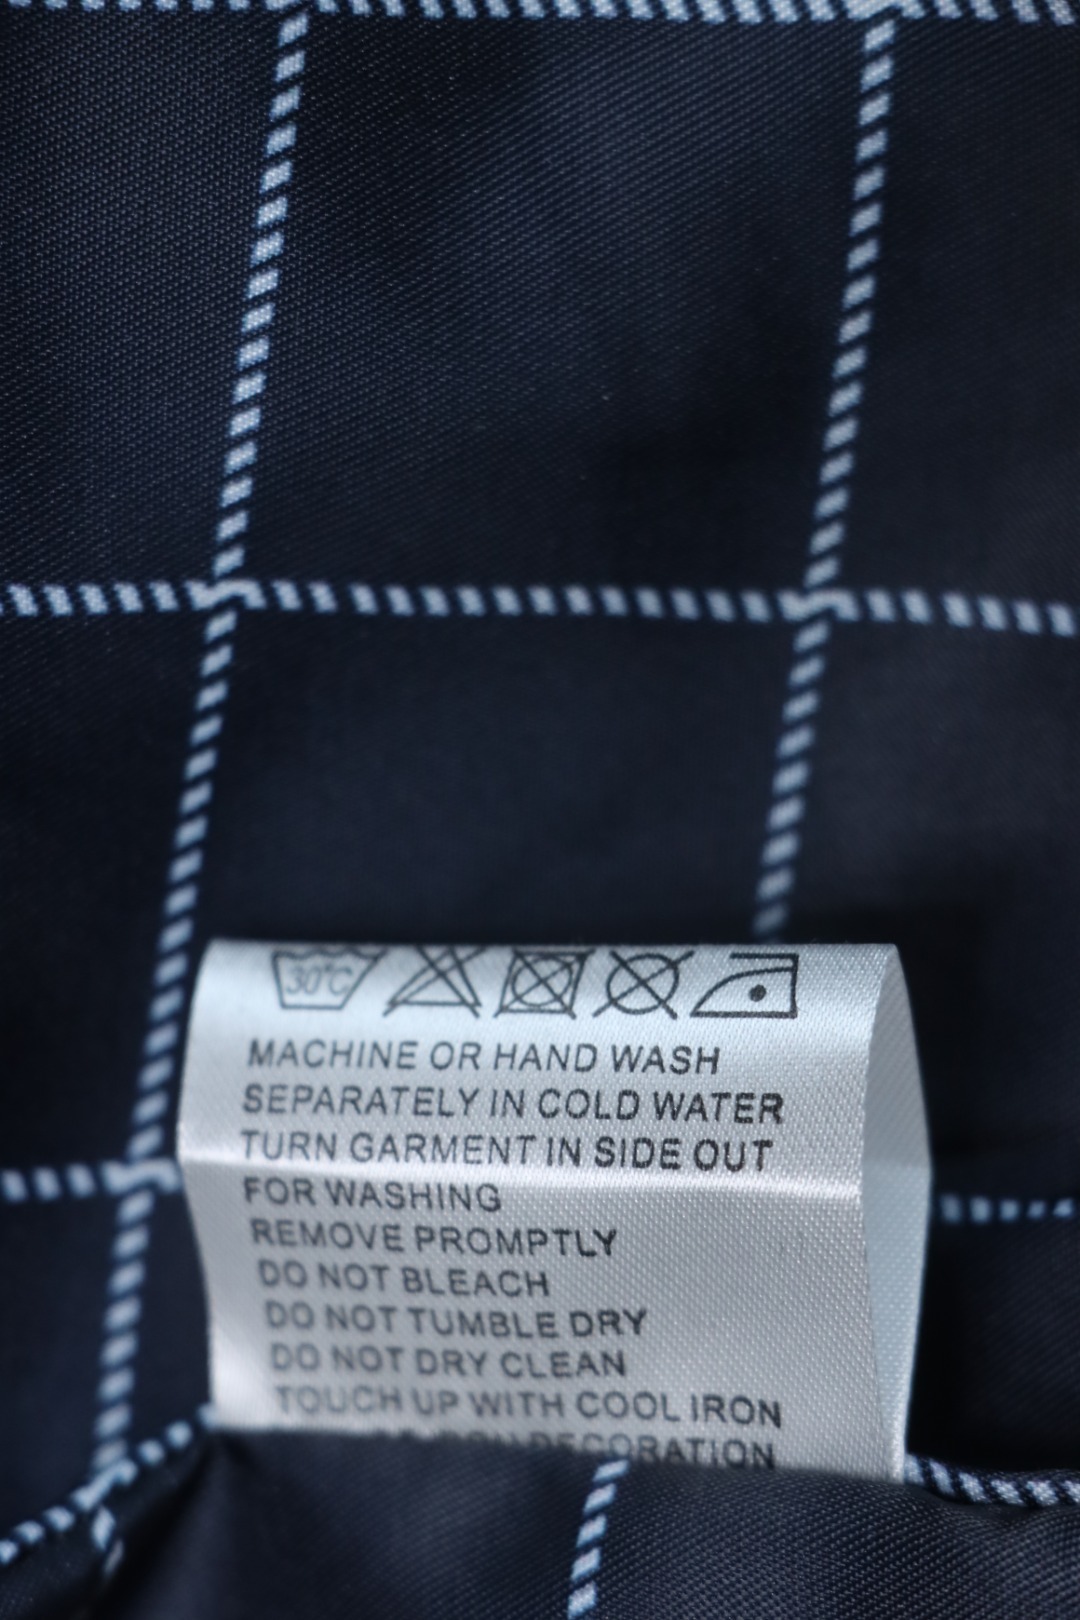 30°C
MACHINE OR HAND WASH
SEPARATELY IN COLD WATER
TURN GARMENT IN SIDE OUT
FOR WASHING
REMOVE PROMPTLY
DO NOT BLEACH
DO NOT TUMBLE DRY
DO NOT DRY CLEAN
TOUCH UP WITH COOL IRON
DECORATION